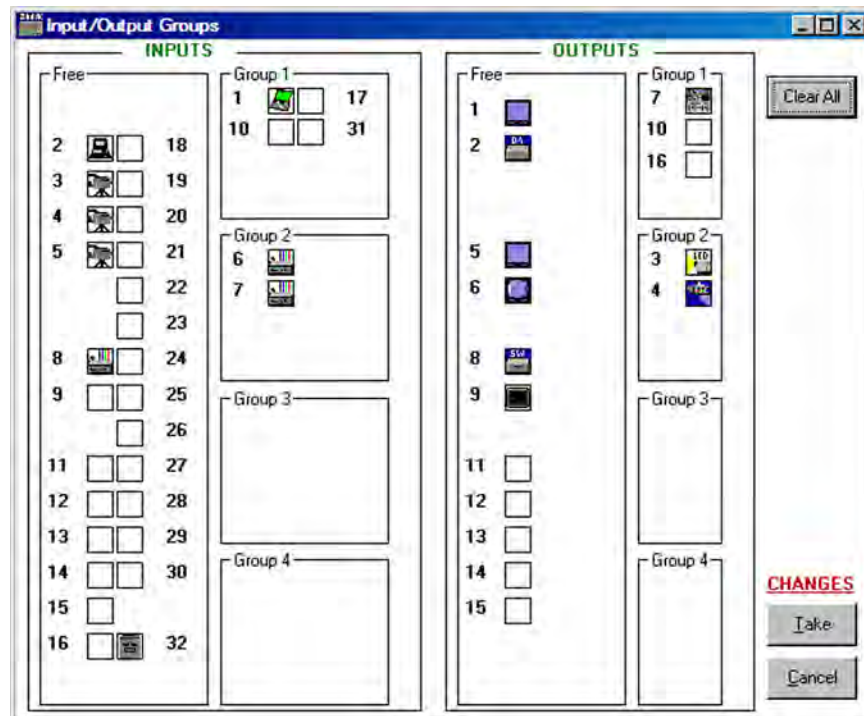 Input/Output Groups
INPUTS
Free
2 18
3 19
4 20
5 21
22
23
8 24
9 25
26
11 27
12 28
13 29
14 30
15
16 32
Group 1
1 17
10 31
Group 2
6
7
Group 3
Group 4
OUTPUTS
Free
1
2 DA
5
6
8 SW
9
11
12
13
14
15
Group 1
7
10
16
Group 2
3 LCD
4
Group 3
Group 4
Clear All
CHANGES
Take
Cancel